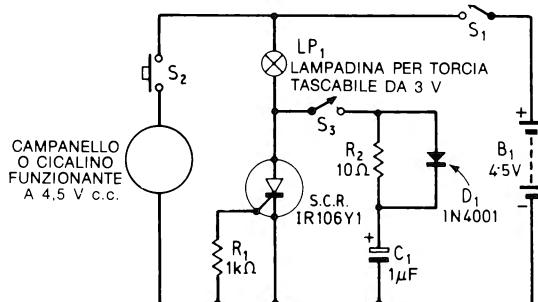 S1
LP1
LAMPADINA PER TORCIA
TASCABILE DA 3 V
S2
S3
CAMPANELLO
O CICALINO
FUNZIONANTE
A 4,5 V c.c.
R2
10Ω
D1
1N4001
+
B1
4·5V
−
S.C.R.
IR106Y1
R1
1kΩ
+
C1
1μF